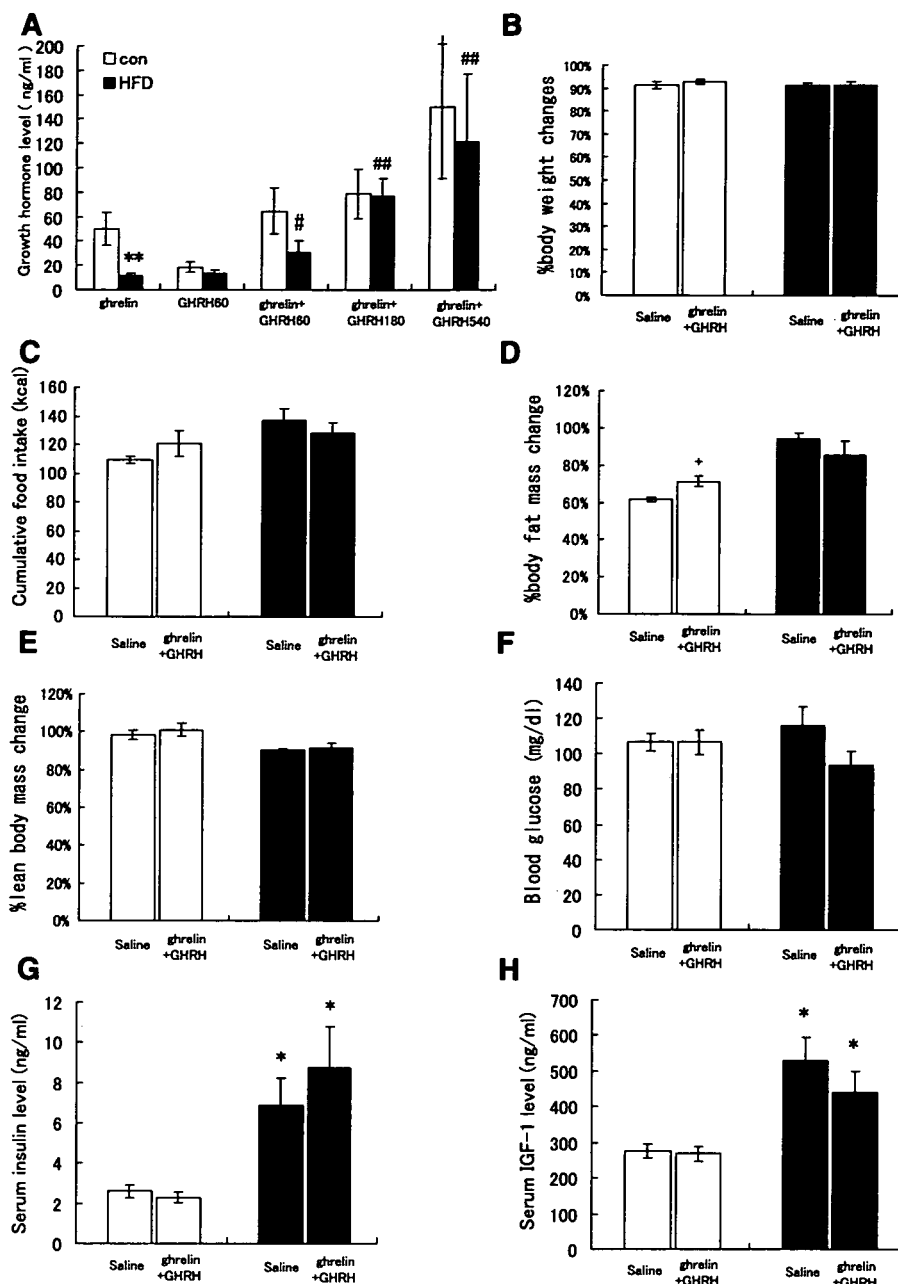 A
Growth hormone level (ng/ml)
200
180
160
140
120
100
80
60
40
20
0
con
HFD
**
#
#
##
##
ghrelin
GHRH60
ghrelin+
GHRH60
ghrelin+
GHRH180
ghrelin+
GHRH540
B
%body weight changes
100%
90%
80%
70%
60%
50%
40%
30%
20%
10%
0%
Saline
ghrelin
+GHRH
Saline
ghrelin
+GHRH
C
Cumulative food intake (kcal)
160
140
120
100
80
60
40
20
0
Saline
ghrelin
+GHRH
Saline
ghrelin
+GHRH
D
%body fat mass change
120%
100%
80%
60%
40%
20%
0%
+
Saline
ghrelin
+GHRH
Saline
ghrelin
+GHRH
E
%lean body mass change
120%
100%
80%
60%
40%
20%
0%
Saline
ghrelin
+GHRH
Saline
ghrelin
+GHRH
F
Blood glucose (mg/dl)
140
120
100
80
60
40
20
0
Saline
ghrelin
+GHRH
Saline
ghrelin
+GHRH
G
Serum insulin level (ng/ml)
12
10
8
6
4
2
0
*
*
Saline
ghrelin
+GHRH
Saline
ghrelin
+GHRH
H
Serum IGF-1 level (ng/ml)
700
600
500
400
300
200
100
0
*
*
Saline
ghrelin
+GHRH
Saline
ghrelin
+GHRH